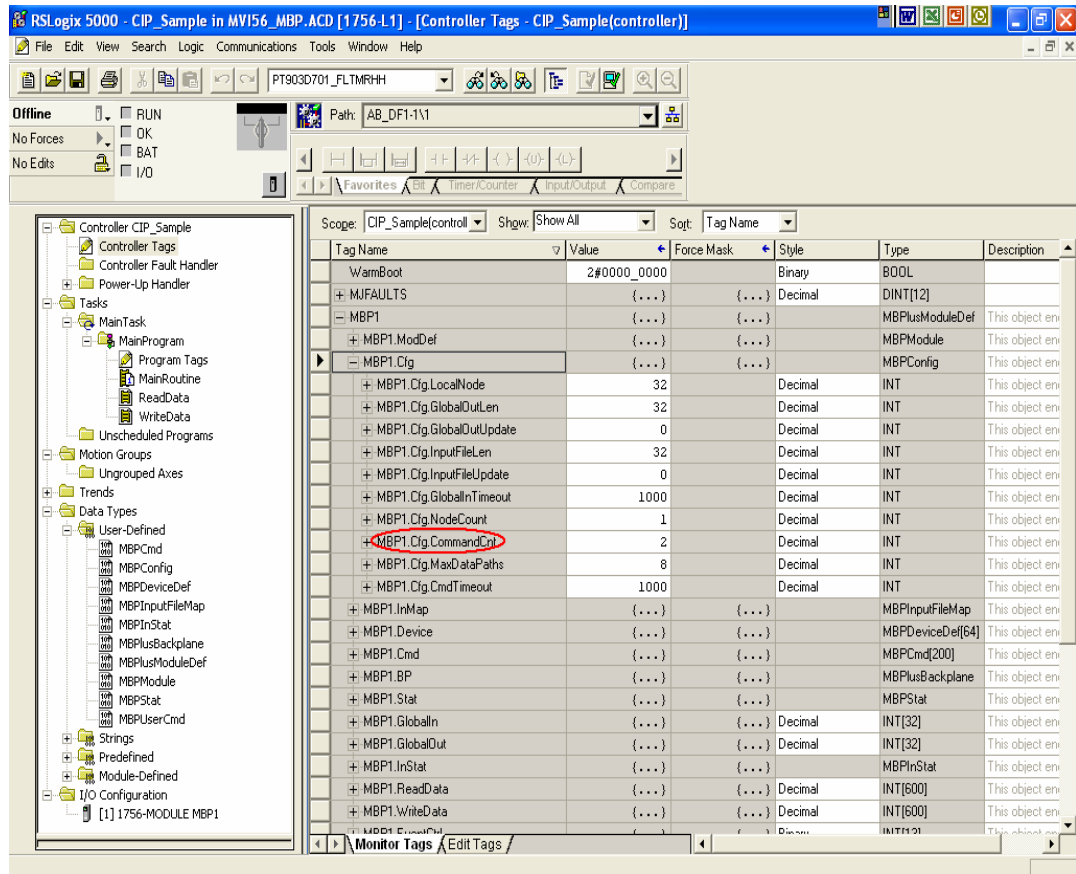 RSLogix 5000 - CIP_Sample in MVI56_MBP.ACD [1756-L1] - [Controller Tags - CIP_Sample(controller)]
File Edit View Search Logic Communications Tools Window Help
PT903D701_FLTMRHH
Offline RUN Path: AB_DF1-1\1
No Forces OK
No Edits BAT
I/O
Favorites Bit Timer/Counter Input/Output Compare
Controller CIP_Sample
Controller Tags
Controller Fault Handler
Power-Up Handler
Tasks
MainTask
MainProgram
Program Tags
MainRoutine
ReadData
WriteData
Unscheduled Programs
Motion Groups
Ungrouped Axes
Trends
Data Types
User-Defined
MBPCmd
MBPConfig
MBPDeviceDef
MBPInputFileMap
MBPInStat
MBPlusBackplane
MBPlusModuleDef
MBPModule
MBPStat
MBPUserCmd
Strings
Predefined
Module-Defined
I/O Configuration
[1] 1756-MODULE MBP1
Scope: CIP_Sample(controll Show: Show All Sort: Tag Name
Tag Name Value Force Mask Style Type Description
WarmBoot 2#0000_0000 Binary BOOL
MJFAULTS {...} {...} Decimal DINT[12]
MBP1 {...} {...} MBPlusModuleDef This object en
MBP1.ModDef {...} {...} MBPModule This object en
MBP1.Cfg {...} {...} MBPConfig This object en
MBP1.Cfg.LocalNode 32 Decimal INT This object en
MBP1.Cfg.GlobalOutLen 32 Decimal INT This object en
MBP1.Cfg.GlobalOutUpdate 0 Decimal INT This object en
MBP1.Cfg.InputFileLen 32 Decimal INT This object en
MBP1.Cfg.InputFileUpdate 0 Decimal INT This object en
MBP1.Cfg.GlobalInTimeout 1000 Decimal INT This object en
MBP1.Cfg.NodeCount 1 Decimal INT This object en
MBP1.Cfg.CommandCnt 2 Decimal INT This object en
MBP1.Cfg.MaxDataPaths 8 Decimal INT This object en
MBP1.Cfg.CmdTimeout 1000 Decimal INT This object en
MBP1.InMap {...} {...} MBPInputFileMap This object en
MBP1.Device {...} {...} MBPDeviceDef[64] This object en
MBP1.Cmd {...} {...} MBPCmd[200] This object en
MBP1.BP {...} {...} MBPlusBackplane This object en
MBP1.Stat {...} {...} MBPStat This object en
MBP1.GlobalIn {...} {...} Decimal INT[32] This object en
MBP1.GlobalOut {...} {...} Decimal INT[32] This object en
MBP1.InStat {...} {...} MBPInStat This object en
MBP1.ReadData {...} {...} Decimal INT[600] This object en
MBP1.WriteData {...} {...} Decimal INT[600] This object en
Monitor Tags Edit Tags